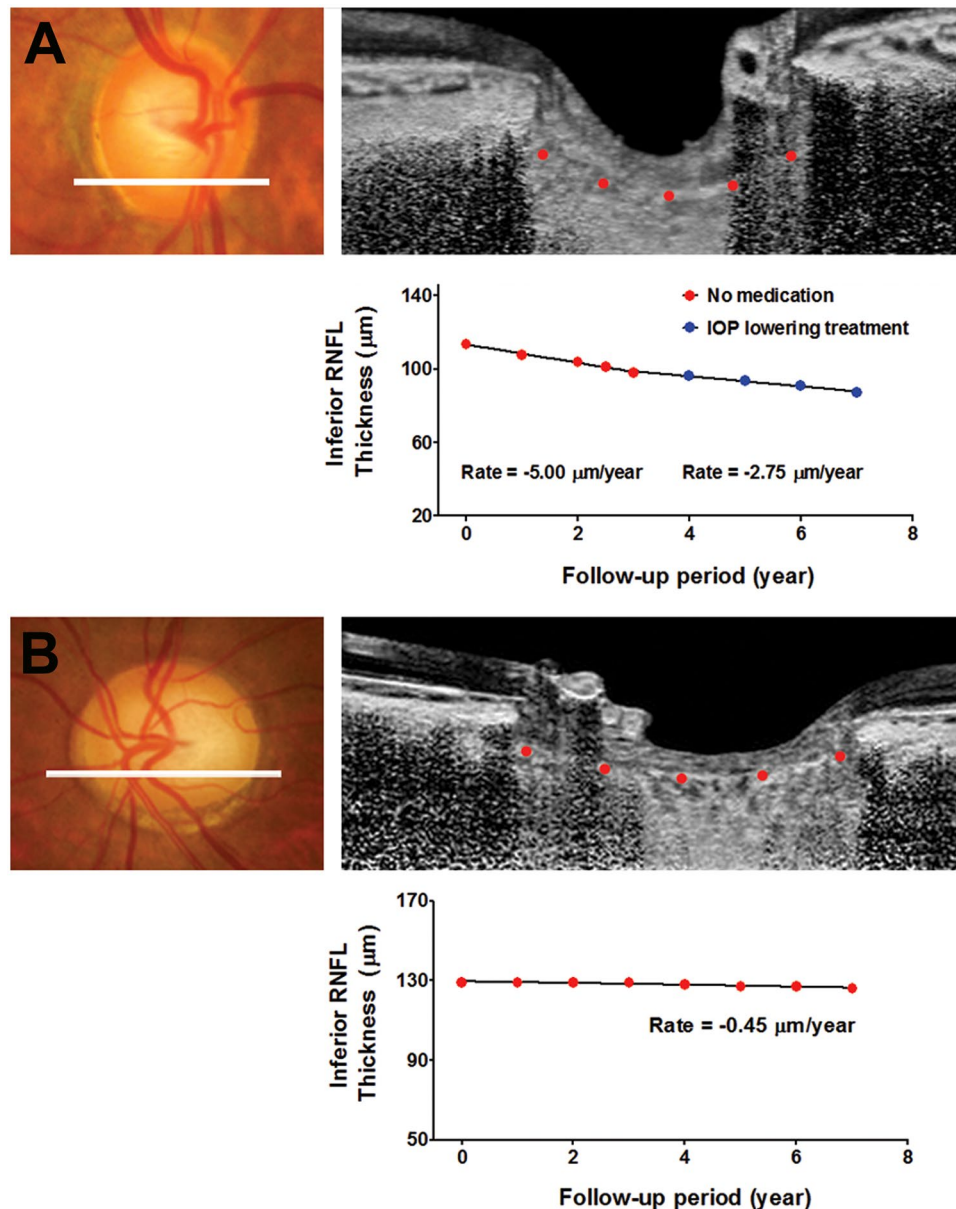 A
140
100
60
20
Inferior RNFL
Thickness (μm)
No medication
IOP lowering treatment
Rate = -5.00 μm/year
Rate = -2.75 μm/year
0 2 4 6 8
Follow-up period (year)
B
170
130
90
50
Inferior RNFL
Thickness (μm)
Rate = -0.45 μm/year
0 2 4 6 8
Follow-up period (year)